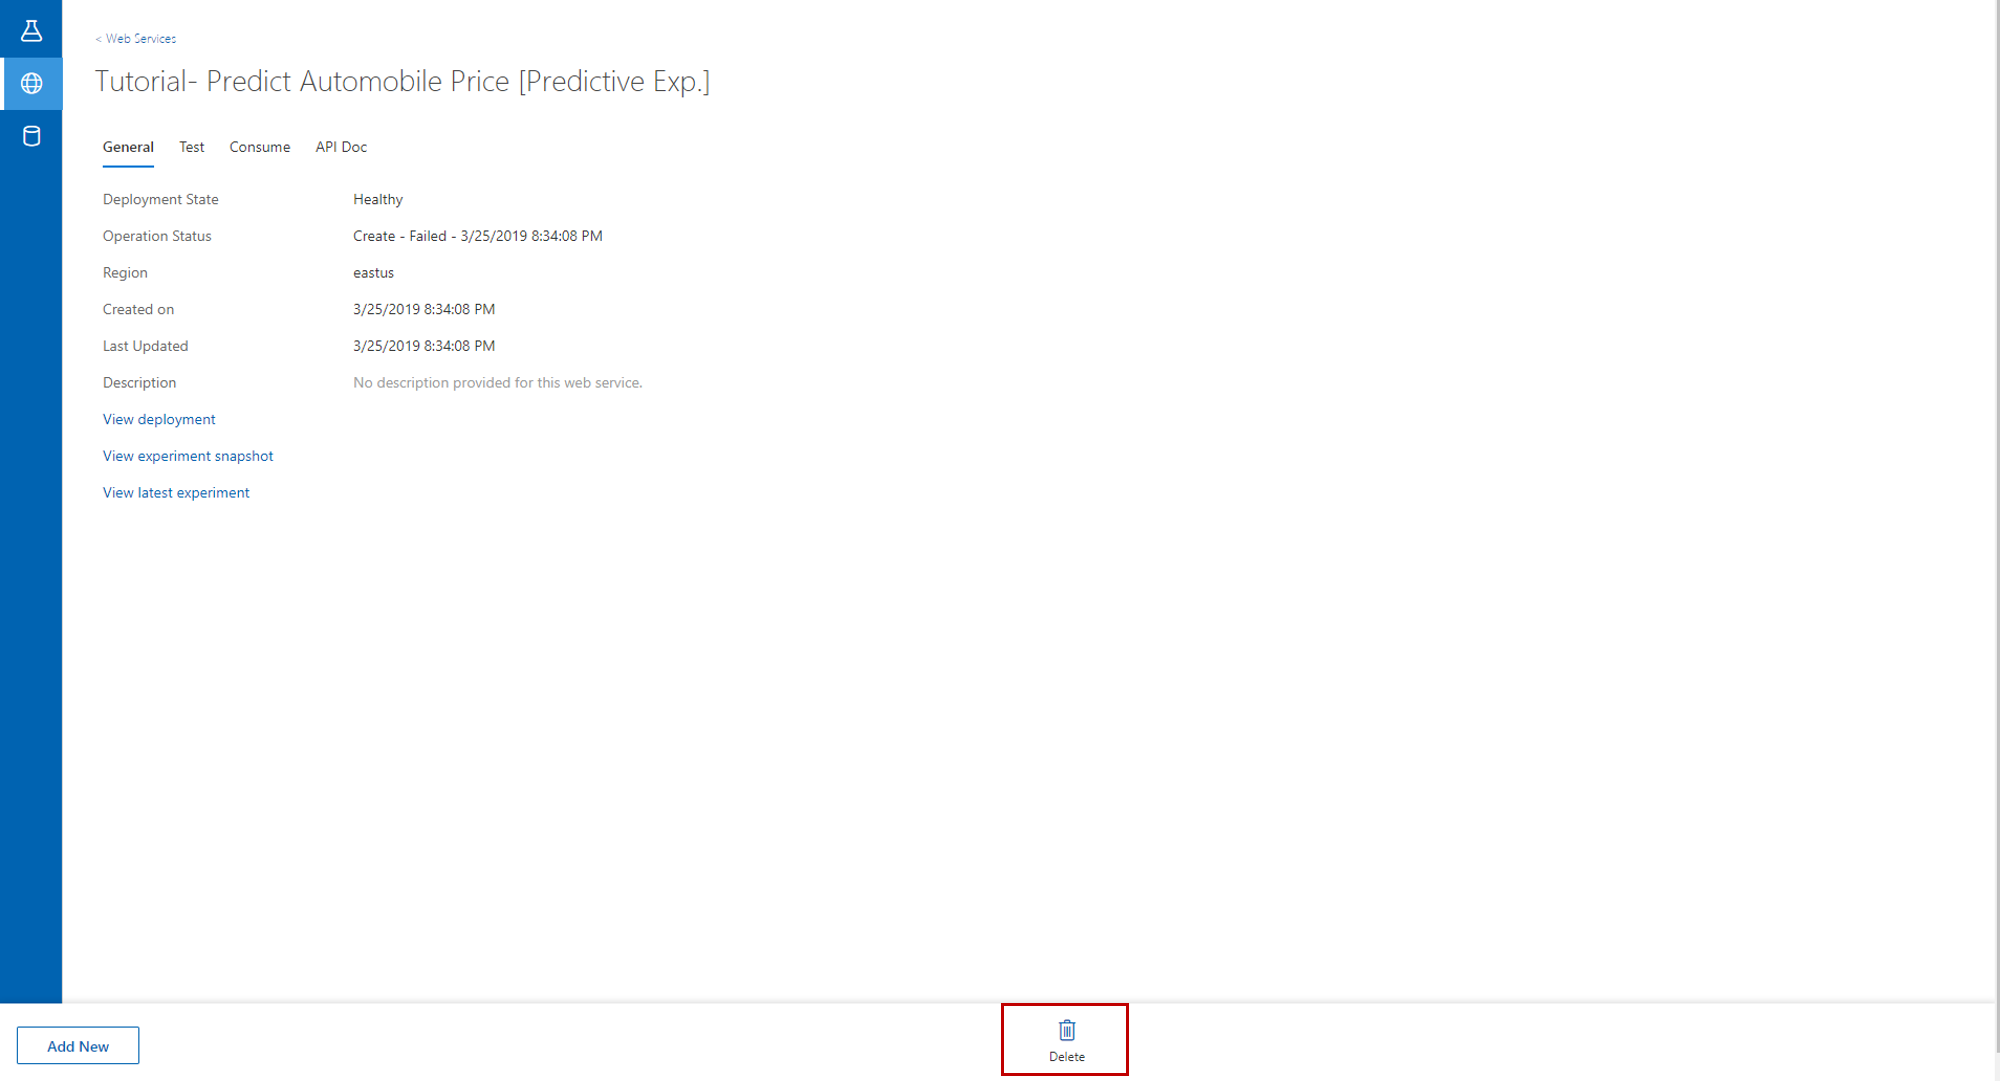 < Web Services
Tutorial- Predict Automobile Price [Predictive Exp.]
General Test Consume API Doc
Deployment State Healthy
Operation Status Create - Failed - 3/25/2019 8:34:08 PM
Region eastus
Created on 3/25/2019 8:34:08 PM
Last Updated 3/25/2019 8:34:08 PM
Description No description provided for this web service.
View deployment
View experiment snapshot
View latest experiment
Add New
Delete